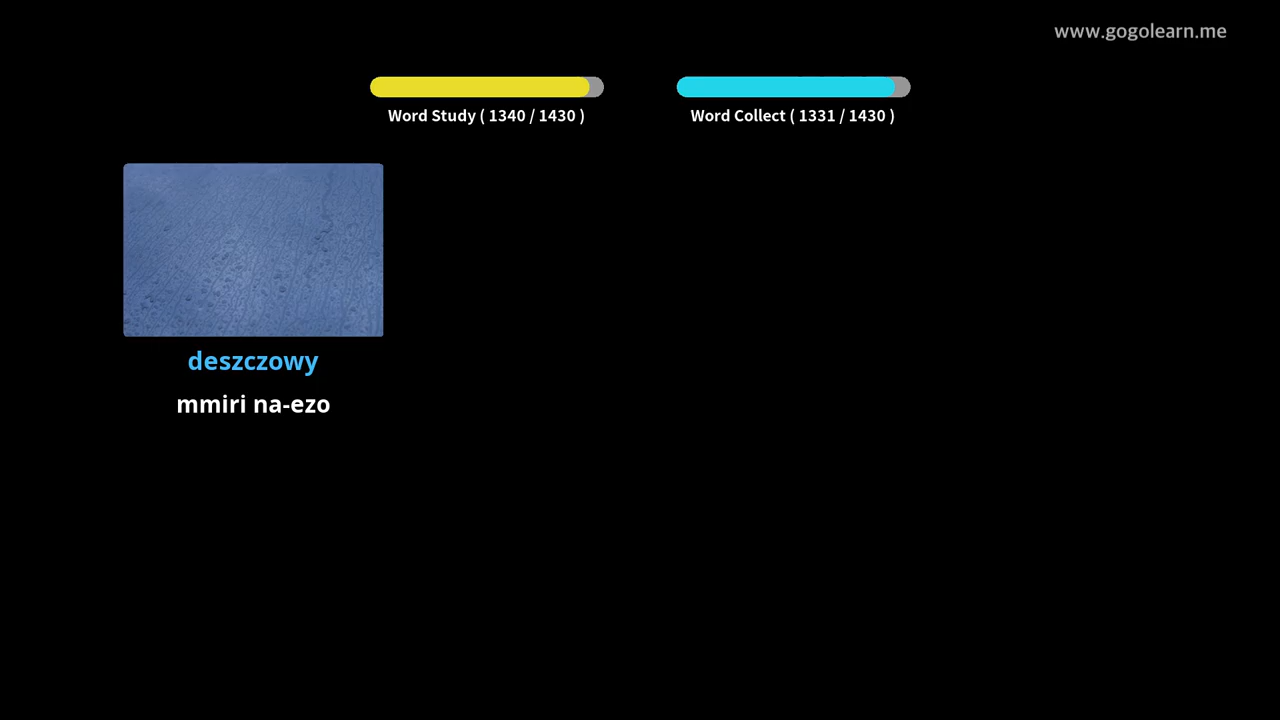 www.gogolearn.me
Word Study ( 1340 / 1430 )
Word Collect ( 1331 / 1430 )
deszczowy
mmiri na-ezo